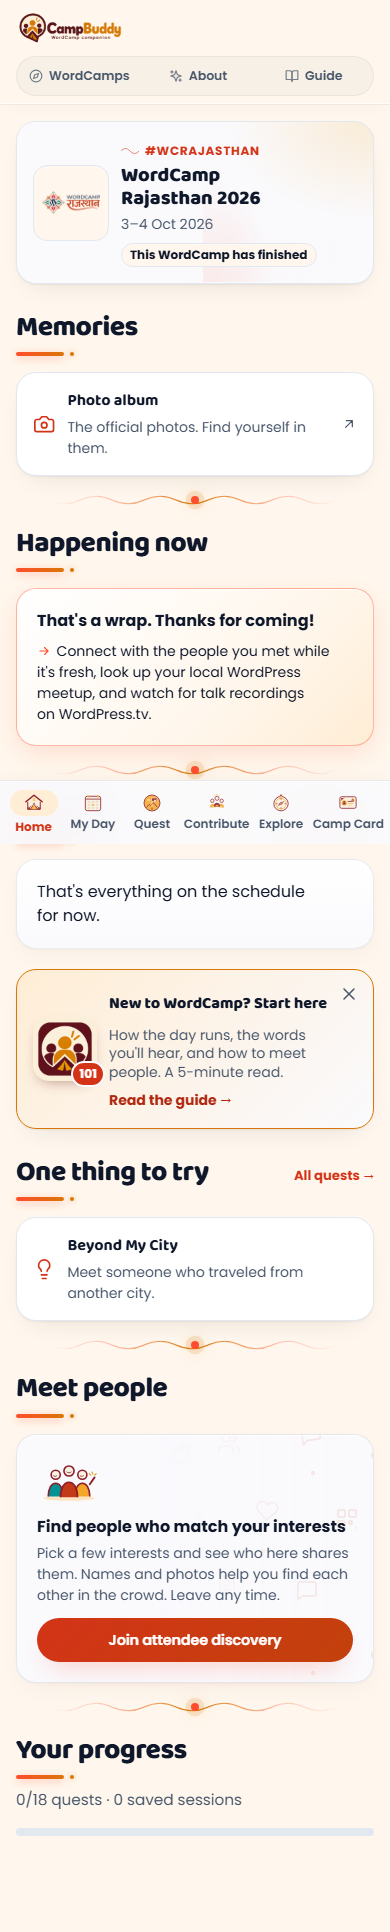 CampBuddy
WordCamp companion
WordCamps
About
Guide
#WCRAJASTHAN
WordCamp
Rajasthan 2026
WORDCAMP
राजस्थान
3–4 Oct 2026
This WordCamp has finished
Memories
Photo album
The official photos. Find yourself in
them.
Happening now
That's a wrap. Thanks for coming!
→ Connect with the people you met while
it's fresh, look up your local WordPress
meetup, and watch for talk recordings
on WordPress.tv.
Home
My Day
Quest
Contribute
Explore
Camp Card
That's everything on the schedule
for now.
New to WordCamp? Start here
How the day runs, the words
you'll hear, and how to meet
people. A 5-minute read.
101
Read the guide →
One thing to try
All quests →
Beyond My City
Meet someone who traveled from
another city.
Meet people
Find people who match your interests
Pick a few interests and see who here shares
them. Names and photos help you find each
other in the crowd. Leave any time.
Join attendee discovery
Your progress
0/18 quests · 0 saved sessions